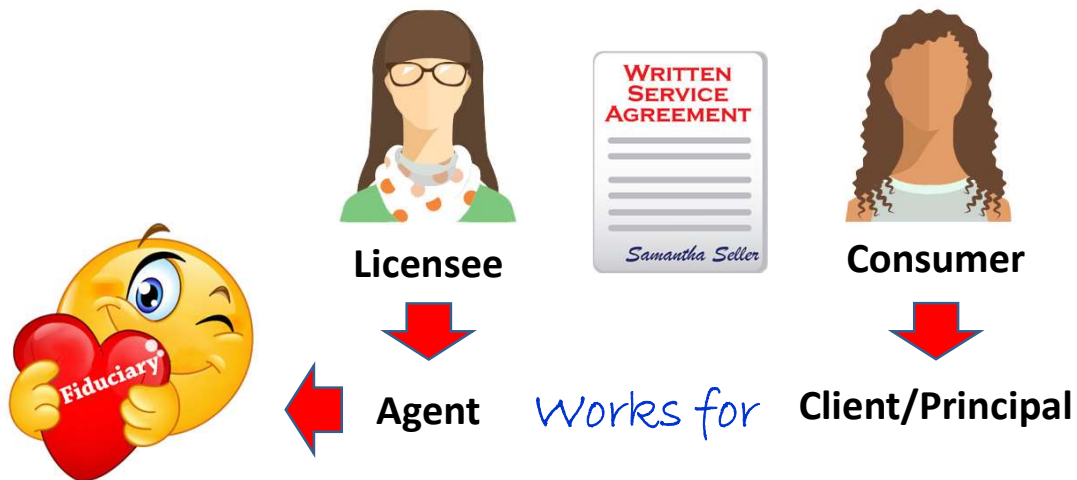 WRITTEN
SERVICE
AGREEMENT
Samantha Seller
Licensee
Consumer
Fiduciary
Agent
Works for
Client/Principal